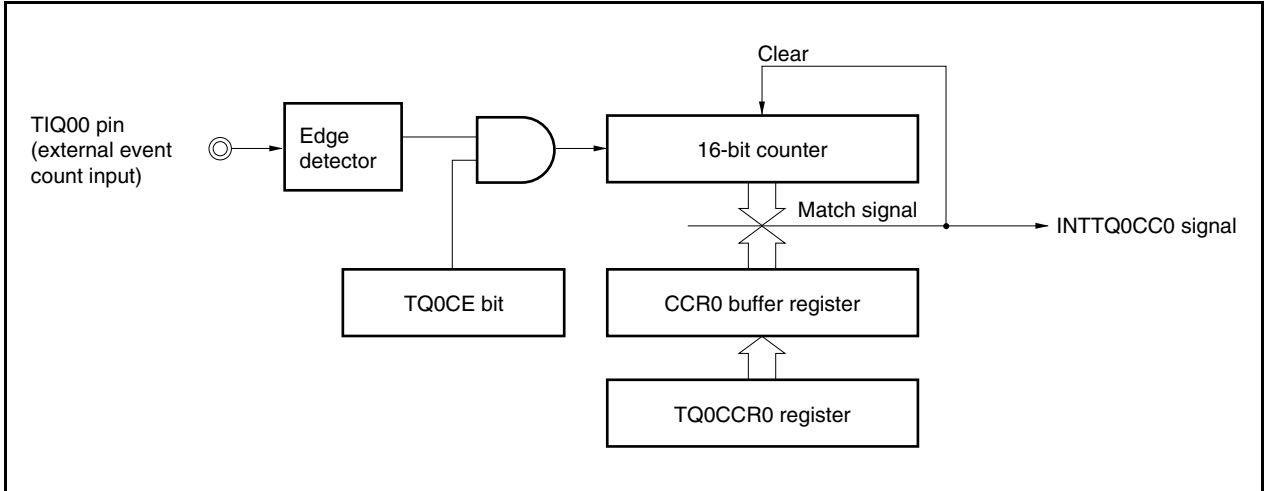 Clear
TIQ00 pin
(external event
count input)
Edge
detector
16-bit counter
Match signal
INTTQ0CC0 signal
TQ0CE bit
CCR0 buffer register
TQ0CCR0 register